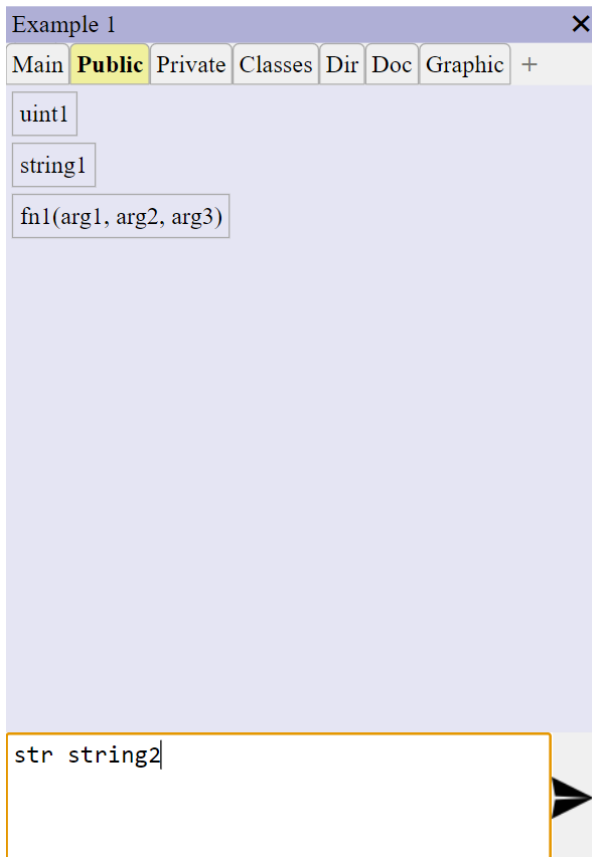 Example 1
Main Public Private Classes Dir Doc Graphic +
uint1
string1
fn1(arg1, arg2, arg3)
str string2